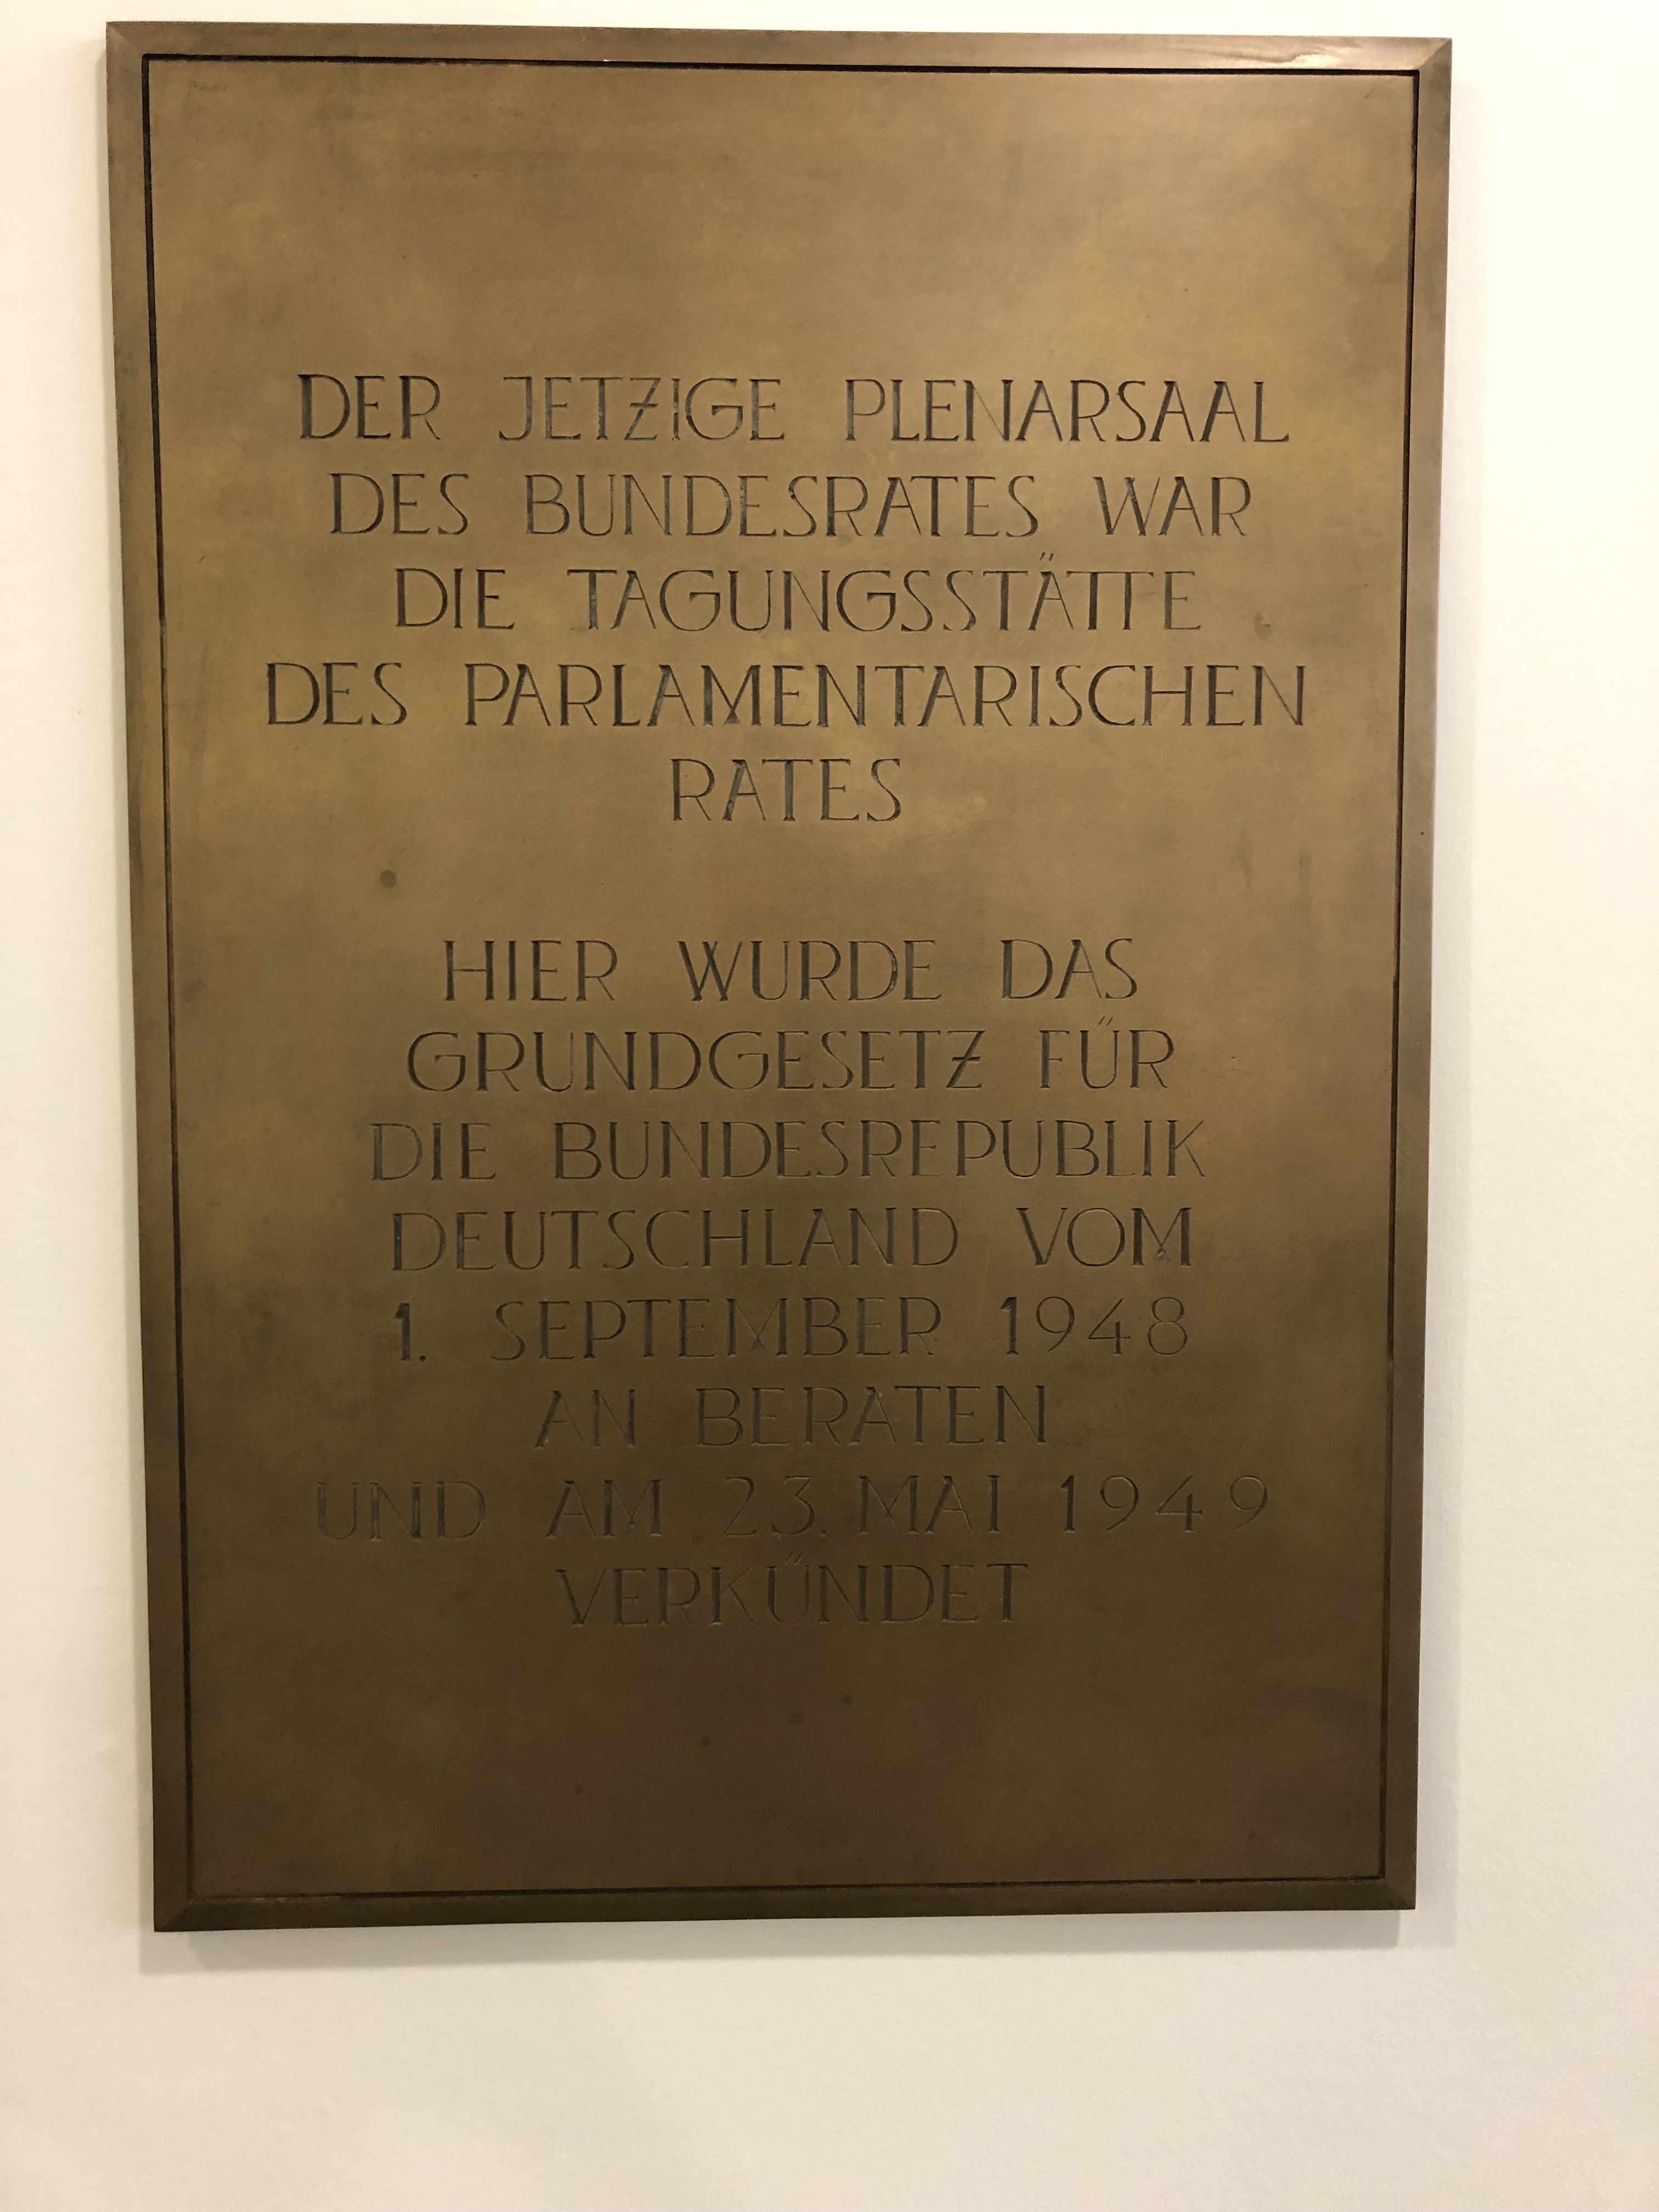 DER JETZIGE PLENARSAAL
DES BUNDESRATES WAR
DIE TAGUNGSSTÄTTE
DES PARLAMENTARISCHEN
RATES
HIER WURDE DAS
GRUNDGESETZ FÜR
DIE BUNDESREPUBLIK
DEUTSCHLAND VOM
1. SEPTEMBER 1948
AN BERATEN
UND AM 23. MAI 1949
VERKÜNDET